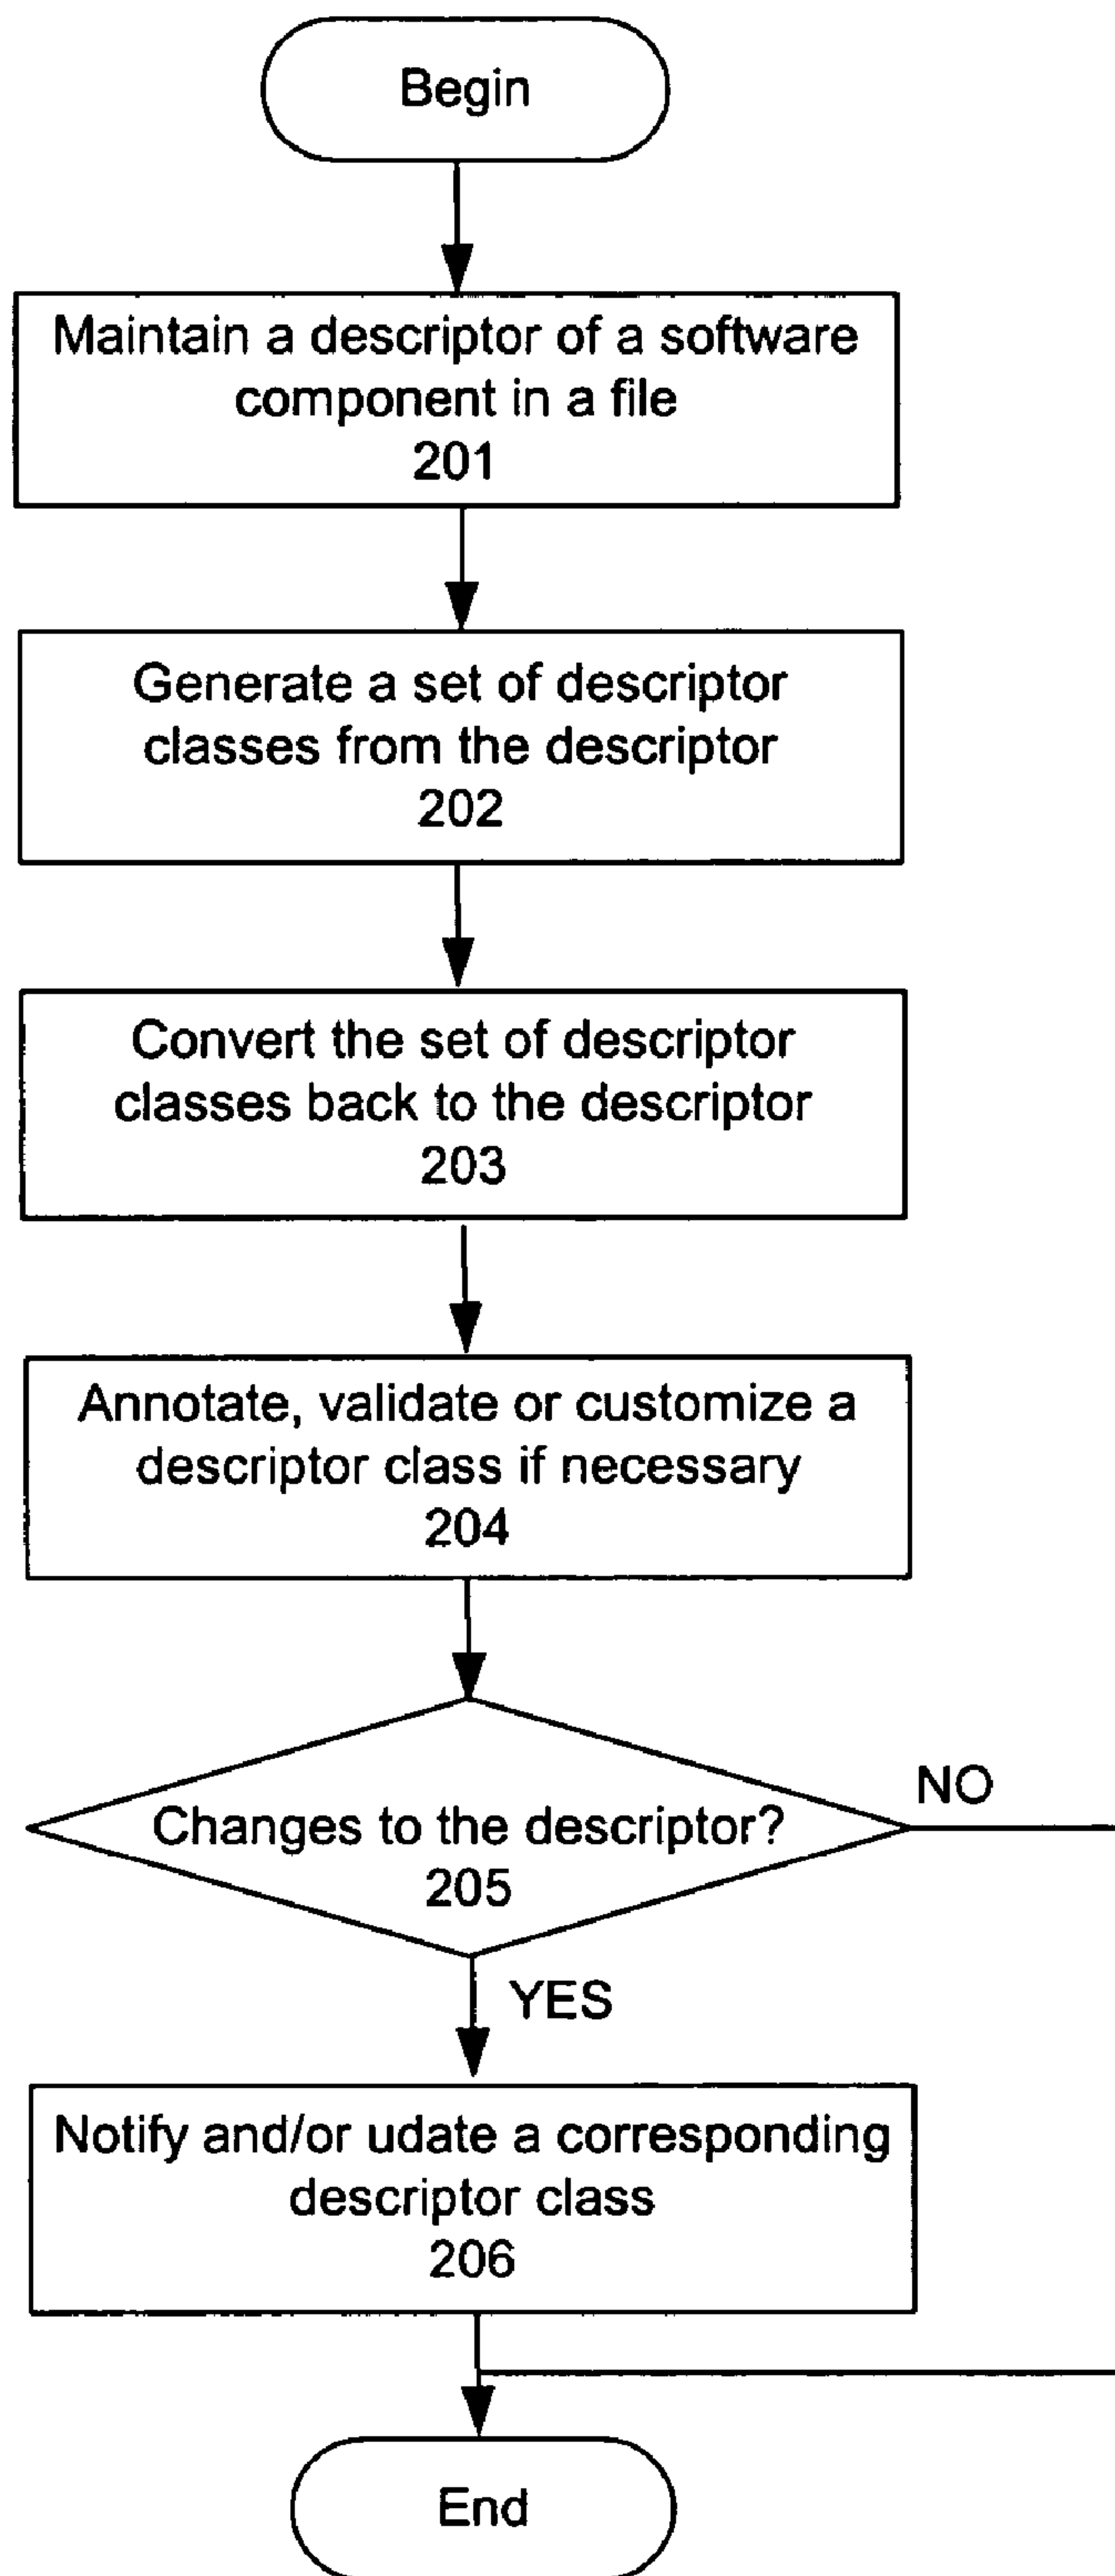 Begin
Maintain a descriptor of a software
component in a file
201
Generate a set of descriptor
classes from the descriptor
202
Convert the set of descriptor
classes back to the descriptor
203
Annotate, validate or customize a
descriptor class if necessary
204
Changes to the descriptor?
205
NO
YES
Notify and/or udate a corresponding
descriptor class
206
End